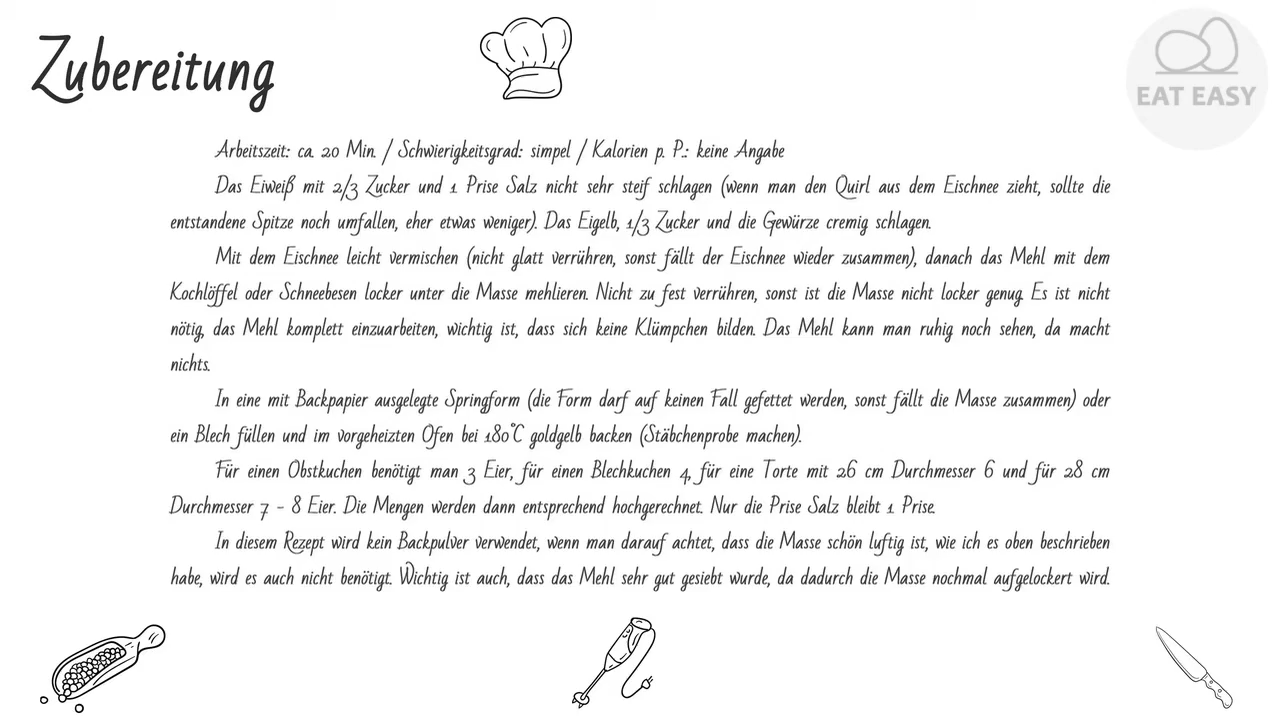 Zubereitung
EAT EASY
Arbeitszeit: ca. 20 Min. / Schwierigkeitsgrad: simpel / Kalorien p. P.: keine Angabe
Das Eiweiß mit 2/3 Zucker und 1 Prise Salz nicht sehr steif schlagen (wenn man den Quirl aus dem Eischnee zieht, sollte die
entstandene Spitze noch umfallen, eher etwas weniger). Das Eigelb, 1/3 Zucker und die Gewürze cremig schlagen.
Mit dem Eischnee leicht vermischen (nicht glatt verrühren, sonst fällt der Eischnee wieder zusammen), danach das Mehl mit dem
Kochlöffel oder Schneebesen locker unter die Masse mehlieren. Nicht zu fest verrühren, sonst ist die Masse nicht locker genug. Es ist nicht
nötig, das Mehl komplett einzuarbeiten, wichtig ist, dass sich keine Klümpchen bilden. Das Mehl kann man ruhig noch sehen, da macht
nichts.
In eine mit Backpapier ausgelegte Springform (die Form darf auf keinen Fall gefettet werden, sonst fällt die Masse zusammen) oder
ein Blech füllen und im vorgeheizten Ofen bei 180°C goldgelb backen (Stäbchenprobe machen).
Für einen Obstkuchen benötigt man 3 Eier, für einen Blechkuchen 4, für eine Torte mit 26 cm Durchmesser 6 und für 28 cm
Durchmesser 7 - 8 Eier. Die Mengen werden dann entsprechend hochgerechnet. Nur die Prise Salz bleibt 1 Prise.
In diesem Rezept wird kein Backpulver verwendet, wenn man darauf achtet, dass die Masse schön luftig ist, wie ich es oben beschrieben
habe, wird es auch nicht benötigt. Wichtig ist auch, dass das Mehl sehr gut gesiebt wurde, da dadurch die Masse nochmal aufgelockert wird.